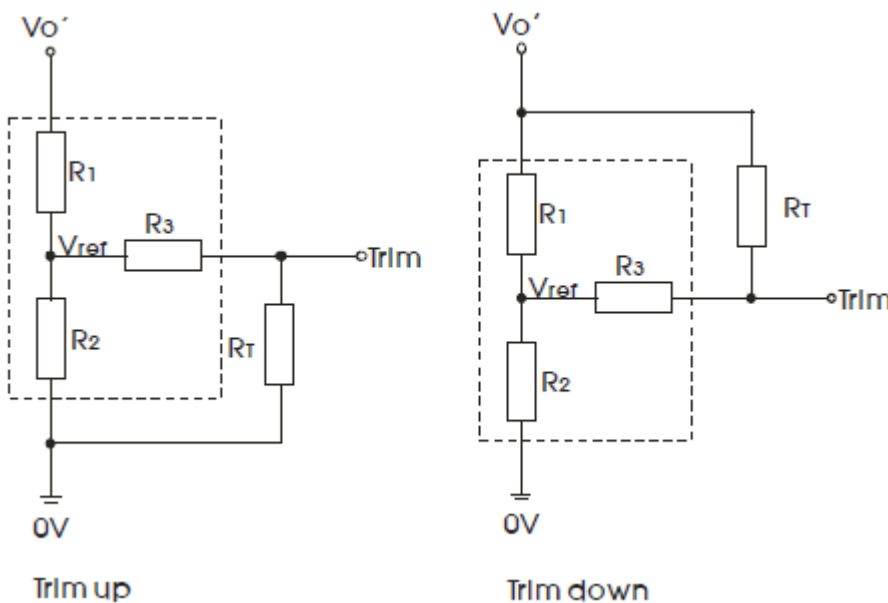 Vo´
R1
R3
Vref
Trim
R2
RT
0V
Trim up
Vo´
R1
RT
R3
Vref
Trim
R2
0V
Trim down